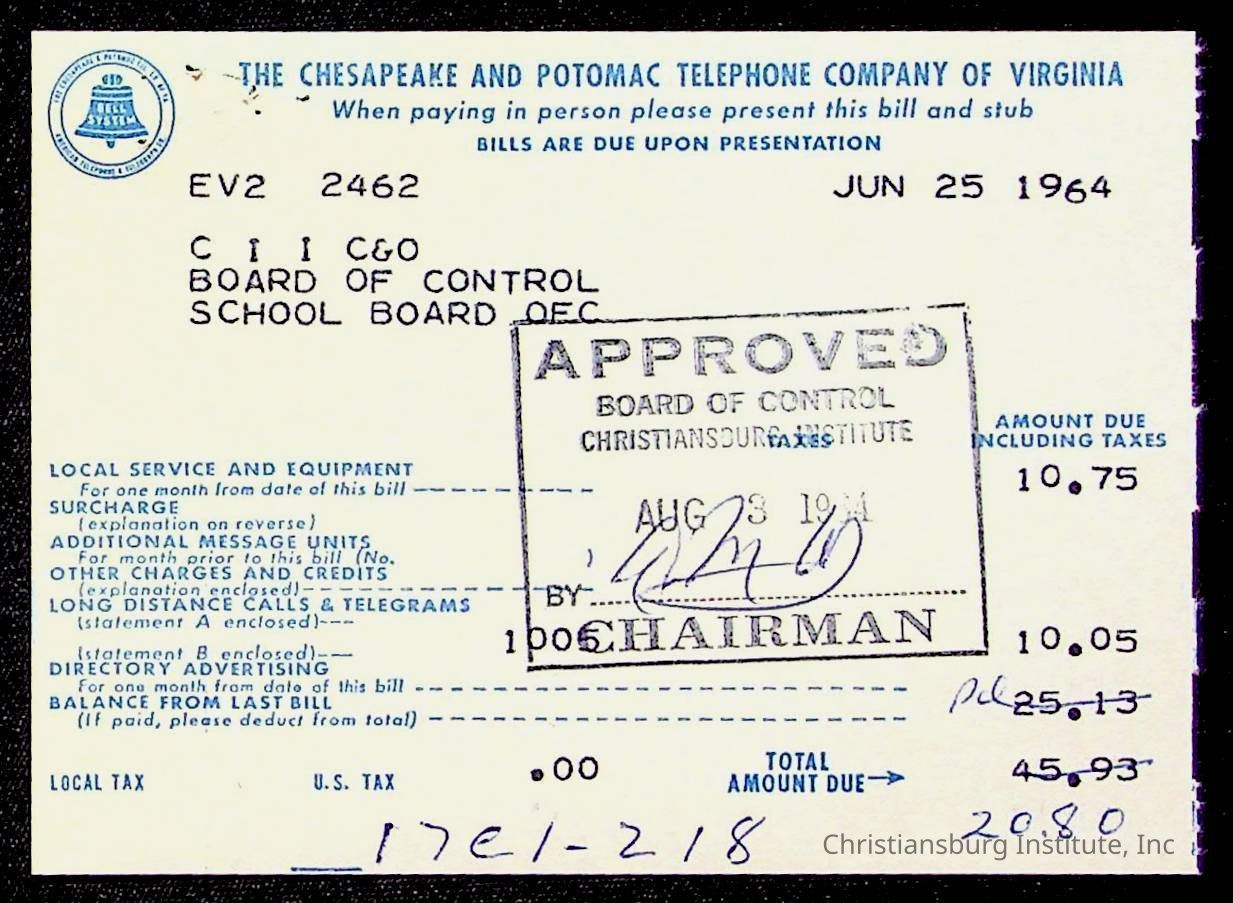 THE CHESAPEAKE AND POTOMAC TELEPHONE COMPANY OF VIRGINIA
When paying in person please present this bill and stub
BILLS ARE DUE UPON PRESENTATION
BELL SYSTEM
EV2 2462 JUN 25 1964
C I I C&O
BOARD OF CONTROL
SCHOOL BOARD OFC
APPROVED
BOARD OF CONTROL
CHRISTIANSBURG INSTITUTE
TAXES
AUG 3 1964
BY
CHAIRMAN
AMOUNT DUE
INCLUDING TAXES
LOCAL SERVICE AND EQUIPMENT
For one month from date of this bill 10.75
SURCHARGE
(explanation on reverse)
ADDITIONAL MESSAGE UNITS
For month prior to this bill (No.
OTHER CHARGES AND CREDITS
(explanation enclosed)
LONG DISTANCE CALLS & TELEGRAMS
(statement A enclosed)
1005 10.05
(statement B enclosed)
DIRECTORY ADVERTISING
For one month from date of this bill
BALANCE FROM LAST BILL Pd 25.13
(If paid, please deduct from total)
LOCAL TAX U.S. TAX .00 TOTAL AMOUNT DUE 45.93
20.80
17e1-218
Christiansburg Institute, Inc